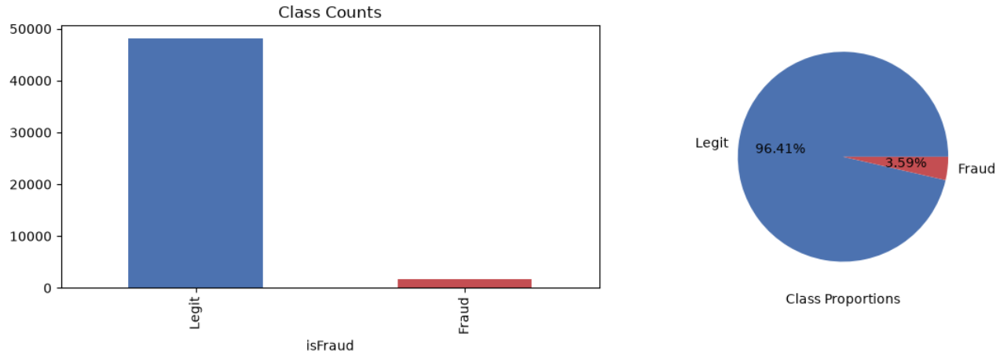 Class Counts
50000
40000
30000
20000
10000
0
Legit
Fraud
isFraud
Legit
96.41%
3.59%
Fraud
Class Proportions